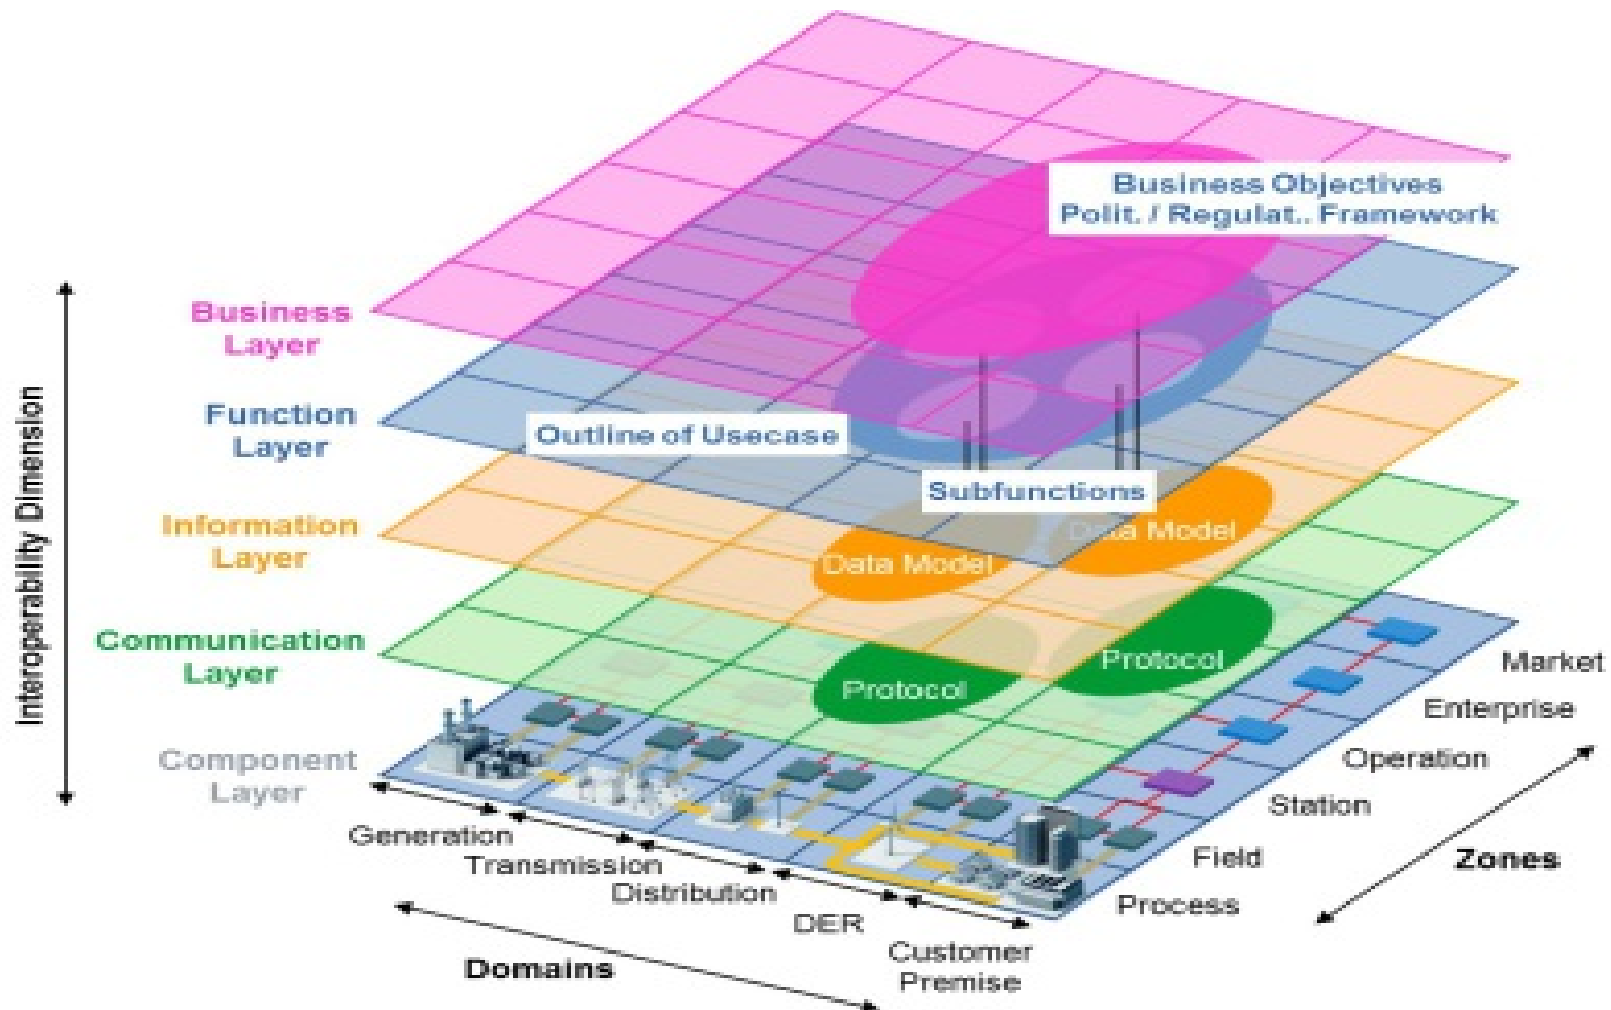 Business Objectives
Polit. / Regulat.. Framework
Business
Layer
Function
Layer
Outline of Usecase
Subfunctions
Information
Layer
Data Model
Data Model
Communication
Layer
Protocol
Protocol
Component
Layer
Interoperability Dimension
Generation
Transmission
Distribution
DER
Customer
Premise
Domains
Market
Enterprise
Operation
Station
Field
Process
Zones